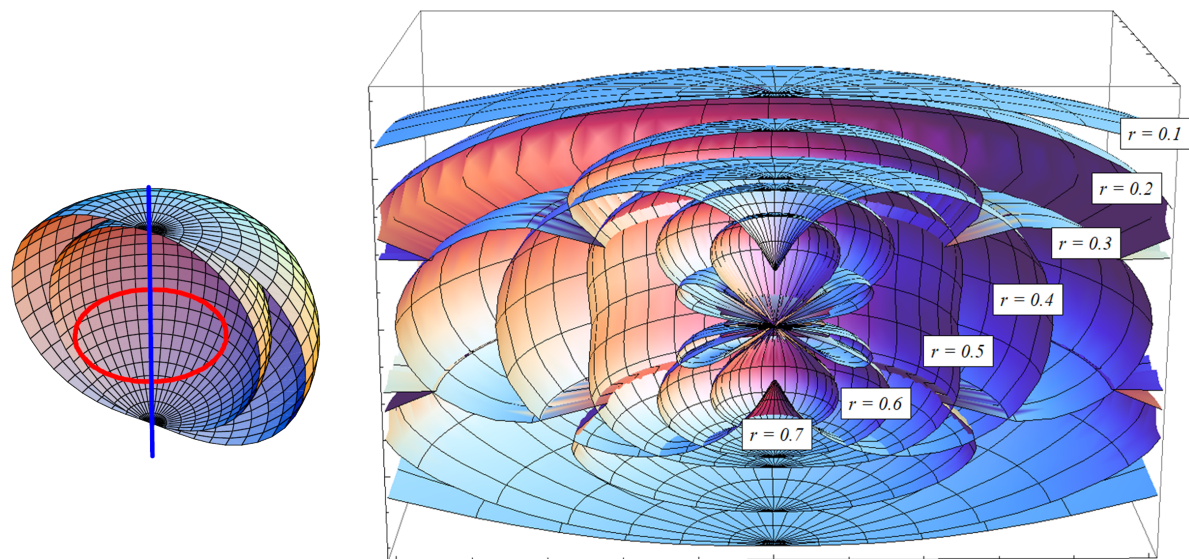 r = 0.1
r = 0.2
r = 0.3
r = 0.4
r = 0.5
r = 0.6
r = 0.7